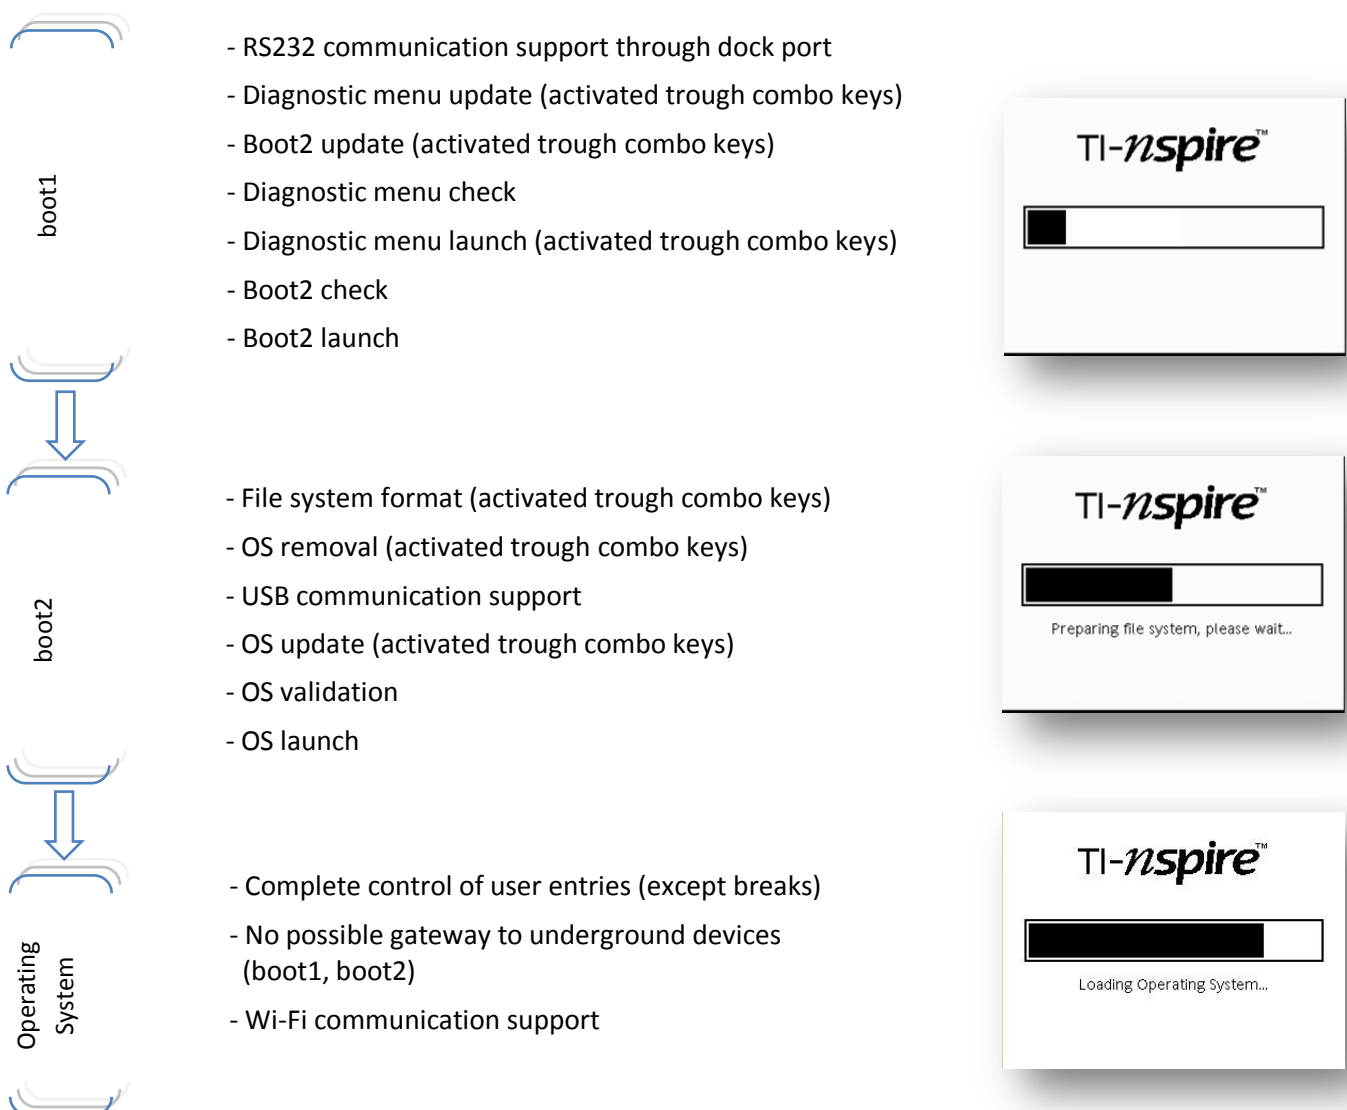 boot1
- RS232 communication support through dock port
- Diagnostic menu update (activated trough combo keys)
- Boot2 update (activated trough combo keys)
- Diagnostic menu check
- Diagnostic menu launch (activated trough combo keys)
- Boot2 check
- Boot2 launch
TI-nspire™
boot2
- File system format (activated trough combo keys)
- OS removal (activated trough combo keys)
- USB communication support
- OS update (activated trough combo keys)
- OS validation
- OS launch
TI-nspire™
Preparing file system, please wait...
Operating
System
- Complete control of user entries (except breaks)
- No possible gateway to underground devices
(boot1, boot2)
- Wi-Fi communication support
TI-nspire™
Loading Operating System...